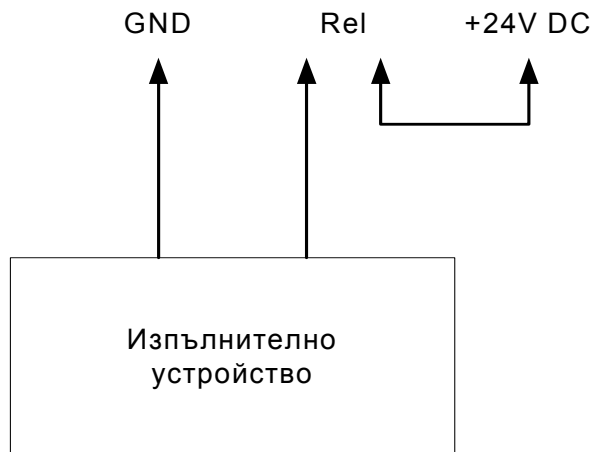 GND Rel +24V DC
Изпълнително
устройство